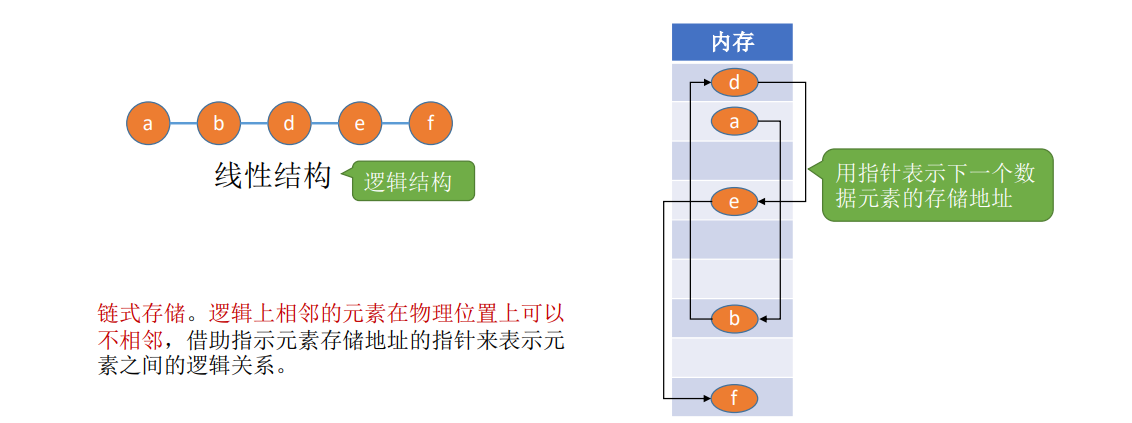 a b d e f
线性结构
逻辑结构
链式存储。逻辑上相邻的元素在物理位置上可以
不相邻，借助指示元素存储地址的指针来表示元
素之间的逻辑关系。
内存
d
a
e
b
f
用指针表示下一个数
据元素的存储地址